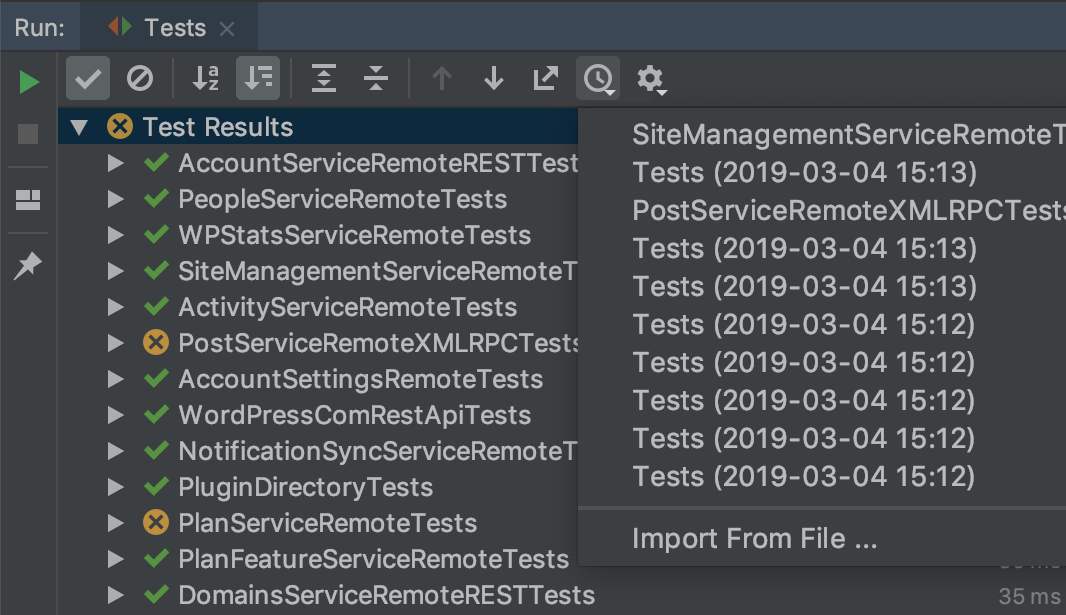 Run: Tests
Test Results
AccountServiceRemoteRESTTest
PeopleServiceRemoteTests
WPStatsServiceRemoteTests
SiteManagementServiceRemoteT
ActivityServiceRemoteTests
PostServiceRemoteXMLRPCTests
AccountSettingsRemoteTests
WordPressComRestApiTests
NotificationSyncServiceRemoteT
PluginDirectoryTests
PlanServiceRemoteTests
PlanFeatureServiceRemoteTests
DomainsServiceRemoteRESTTests
35 ms
SiteManagementServiceRemoteT
Tests (2019-03-04 15:13)
PostServiceRemoteXMLRPCTests
Tests (2019-03-04 15:13)
Tests (2019-03-04 15:13)
Tests (2019-03-04 15:12)
Tests (2019-03-04 15:12)
Tests (2019-03-04 15:12)
Tests (2019-03-04 15:12)
Tests (2019-03-04 15:12)
Import From File ...